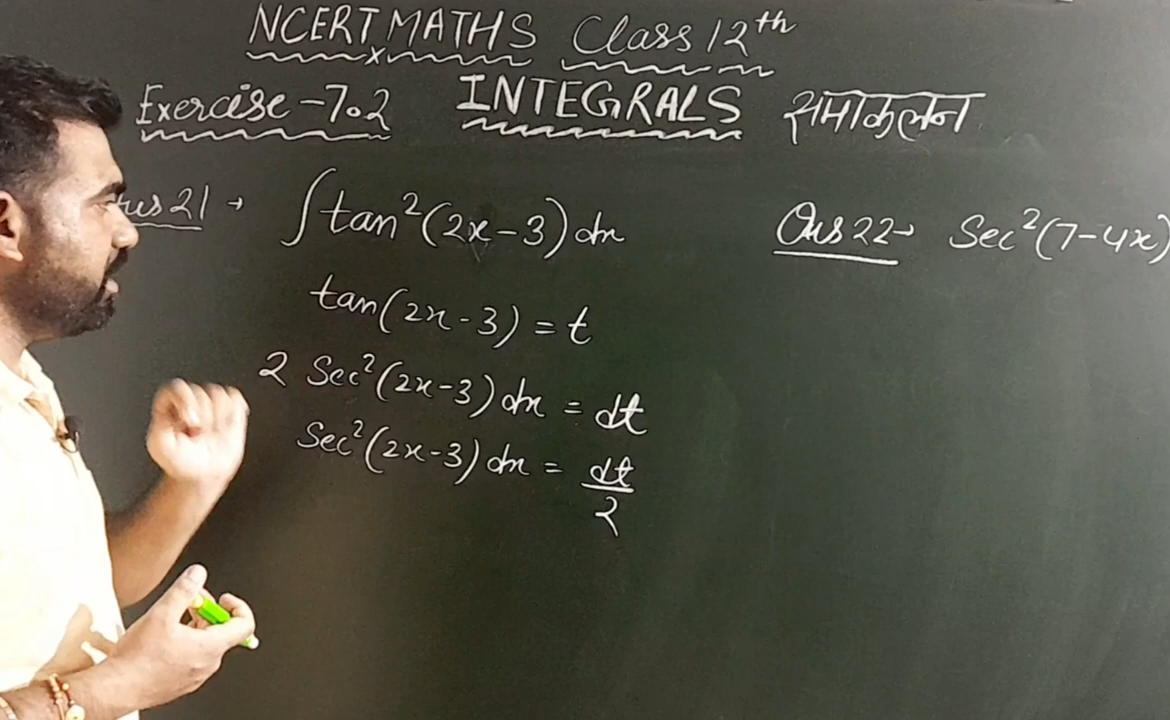 NCERT MATHS Class 12th
Exercise-7.2 INTEGRALS समाकलन
21 → ∫tan²(2x-3)dx
tan(2x-3) = t
2 Sec²(2x-3)dx = dt
Sec²(2x-3)dx = dt/2
Qus 22→ Sec²(7-4x)